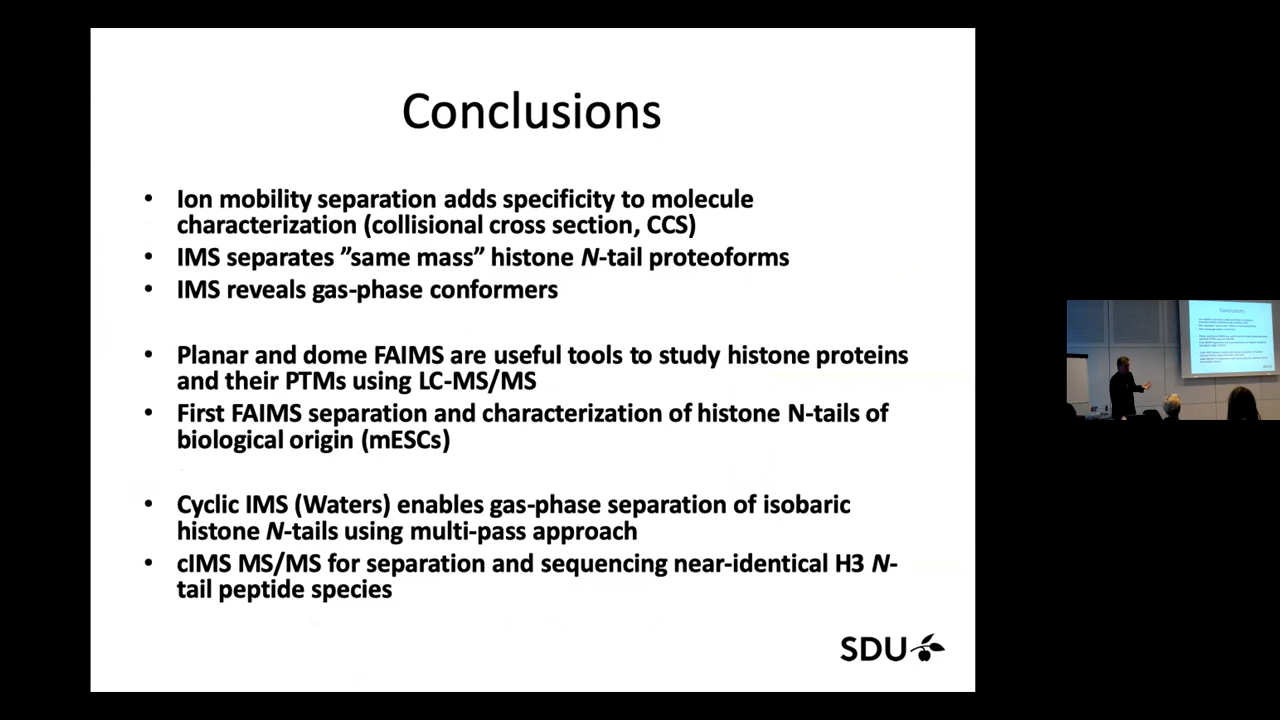 Conclusions
• Ion mobility separation adds specificity to molecule
characterization (collisional cross section, CCS)
• IMS separates ”same mass” histone N-tail proteoforms
• IMS reveals gas-phase conformers
• Planar and dome FAIMS are useful tools to study histone proteins
and their PTMs using LC-MS/MS
• First FAIMS separation and characterization of histone N-tails of
biological origin (mESCs)
• Cyclic IMS (Waters) enables gas-phase separation of isobaric
histone N-tails using multi-pass approach
• cIMS MS/MS for separation and sequencing near-identical H3 N-
tail peptide species
SDU
Conclusions